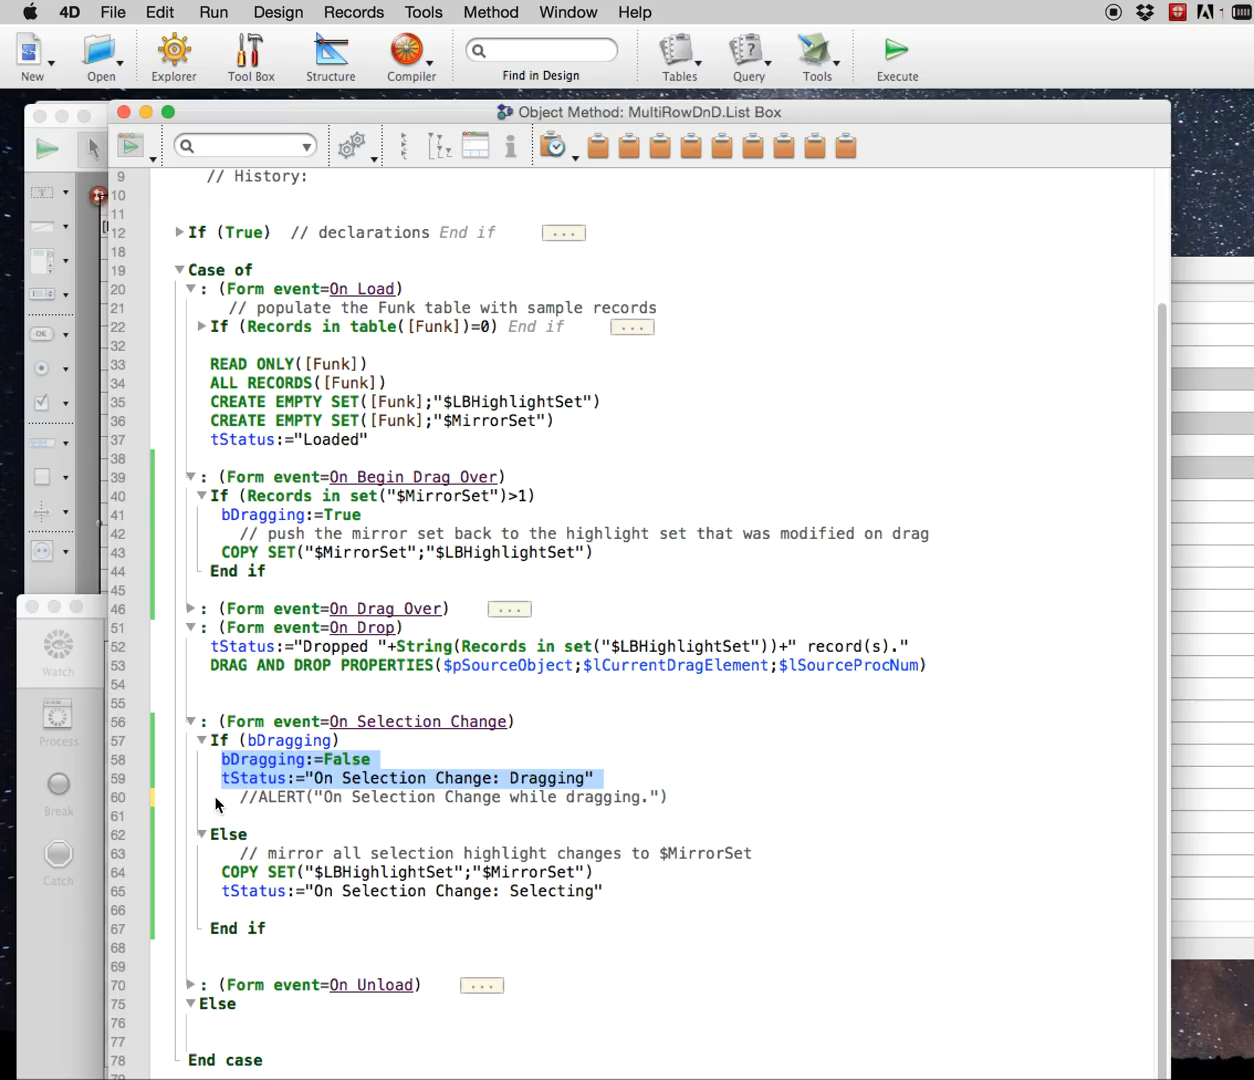 4D File Edit Run Design Records Tools Method Window Help
New Open Explorer Tool Box Structure Compiler Find in Design Tables Query Tools Execute
Object Method: MultiRowDnD.List Box
9 // History:
10
11
12 If (True) // declarations End if ...
18
19 Case of
20 : (Form event=On Load)
21 // populate the Funk table with sample records
22 If (Records in table([Funk])=0) End if ...
32
33 READ ONLY([Funk])
34 ALL RECORDS([Funk])
35 CREATE EMPTY SET([Funk];"$LBHighlightSet")
36 CREATE EMPTY SET([Funk];"$MirrorSet")
37 tStatus:="Loaded"
38
39 : (Form event=On Begin Drag Over)
40 If (Records in set("$MirrorSet")>1)
41 bDragging:=True
42 // push the mirror set back to the highlight set that was modified on drag
43 COPY SET("$MirrorSet";"$LBHighlightSet")
44 End if
45
46 : (Form event=On Drag Over) ...
51 : (Form event=On Drop)
52 tStatus:="Dropped "+String(Records in set("$LBHighlightSet"))+" record(s)."
53 DRAG AND DROP PROPERTIES($pSourceObject;$lCurrentDragElement;$lSourceProcNum)
54
55
56 : (Form event=On Selection Change)
57 If (bDragging)
58 bDragging:=False
59 tStatus:="On Selection Change: Dragging"
60 //ALERT("On Selection Change while dragging.")
61
62 Else
63 // mirror all selection highlight changes to $MirrorSet
64 COPY SET("$LBHighlightSet";"$MirrorSet")
65 tStatus:="On Selection Change: Selecting"
66
67 End if
68
69
70 : (Form event=On Unload) ...
75 Else
76
77
78 End case
OK
Watch
Process
Break
Catch